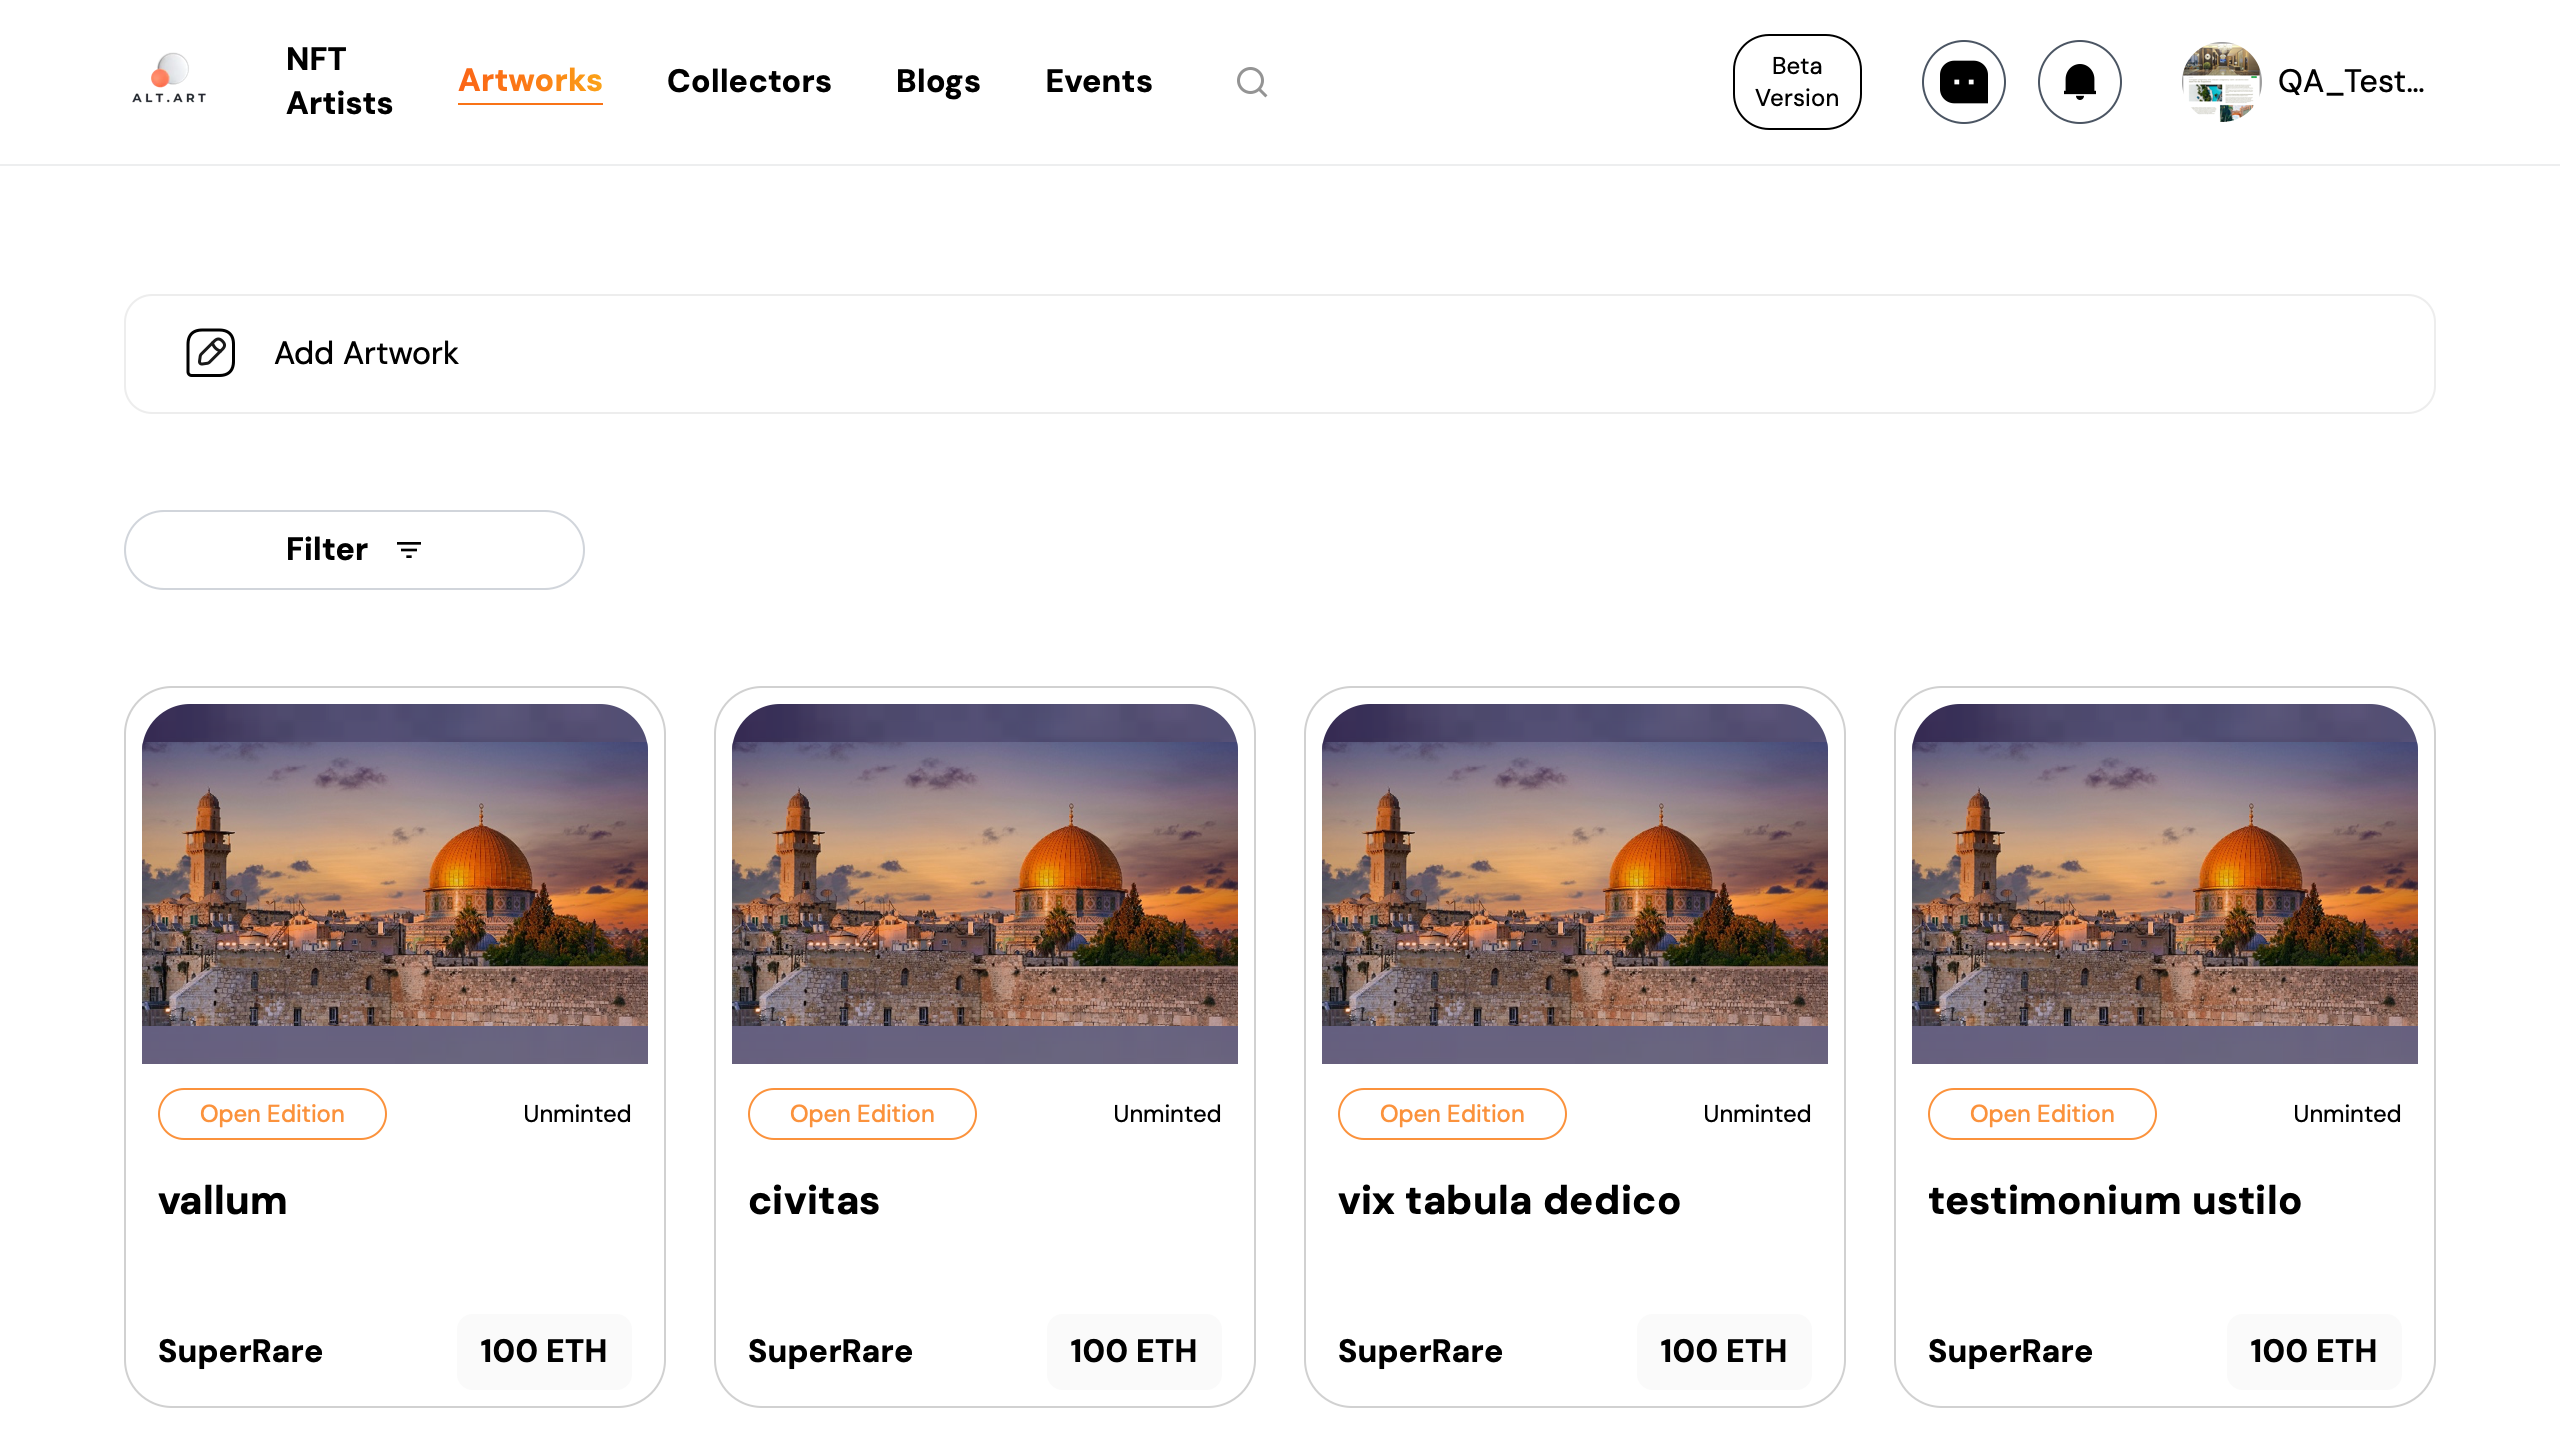 ALT.ART
NFT
Artists
Artworks
Collectors
Blogs
Events
Beta
Version
QA_Test...
Add Artwork
Filter
Open Edition
Unminted
vallum
SuperRare
100 ETH
Open Edition
Unminted
civitas
SuperRare
100 ETH
Open Edition
Unminted
vix tabula dedico
SuperRare
100 ETH
Open Edition
Unminted
testimonium ustilo
SuperRare
100 ETH